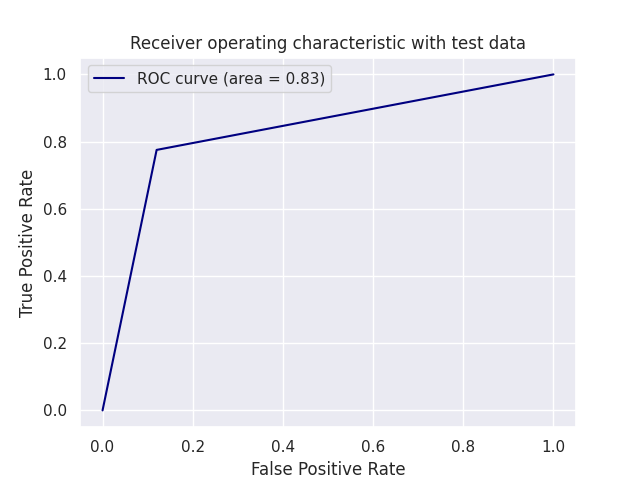 Receiver operating characteristic with test data
ROC curve (area = 0.83)
True Positive Rate
1.0
0.8
0.6
0.4
0.2
0.0
0.0 0.2 0.4 0.6 0.8 1.0
False Positive Rate